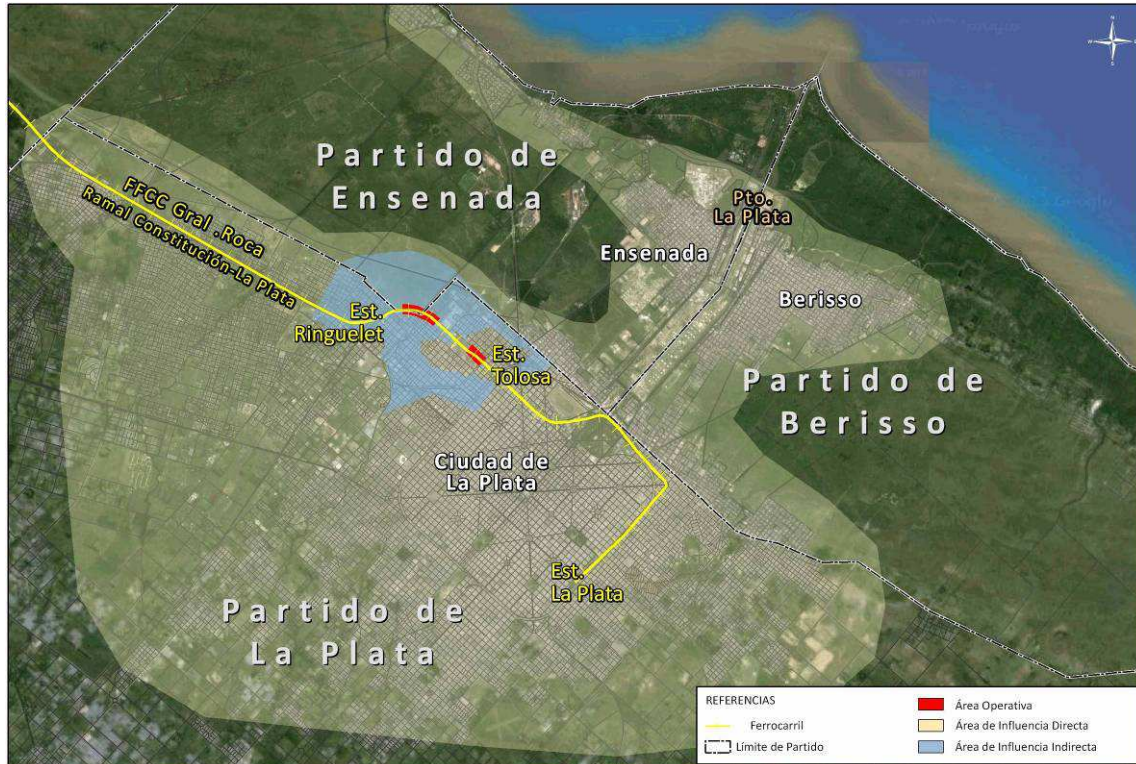 N
Partido de
Ensenada
FFCC Gral .Roca
Ramal Constitución-La Plata
Pto.
La Plata
Ensenada
Berisso
Est.
Ringuelet
Est.
Tolosa
Partido de
Berisso
Ciudad de
La Plata
Est.
La Plata
Partido de
La Plata
REFERENCIAS
Ferrocarril
Límite de Partido
Área Operativa
Área de Influencia Directa
Área de Influencia Indirecta